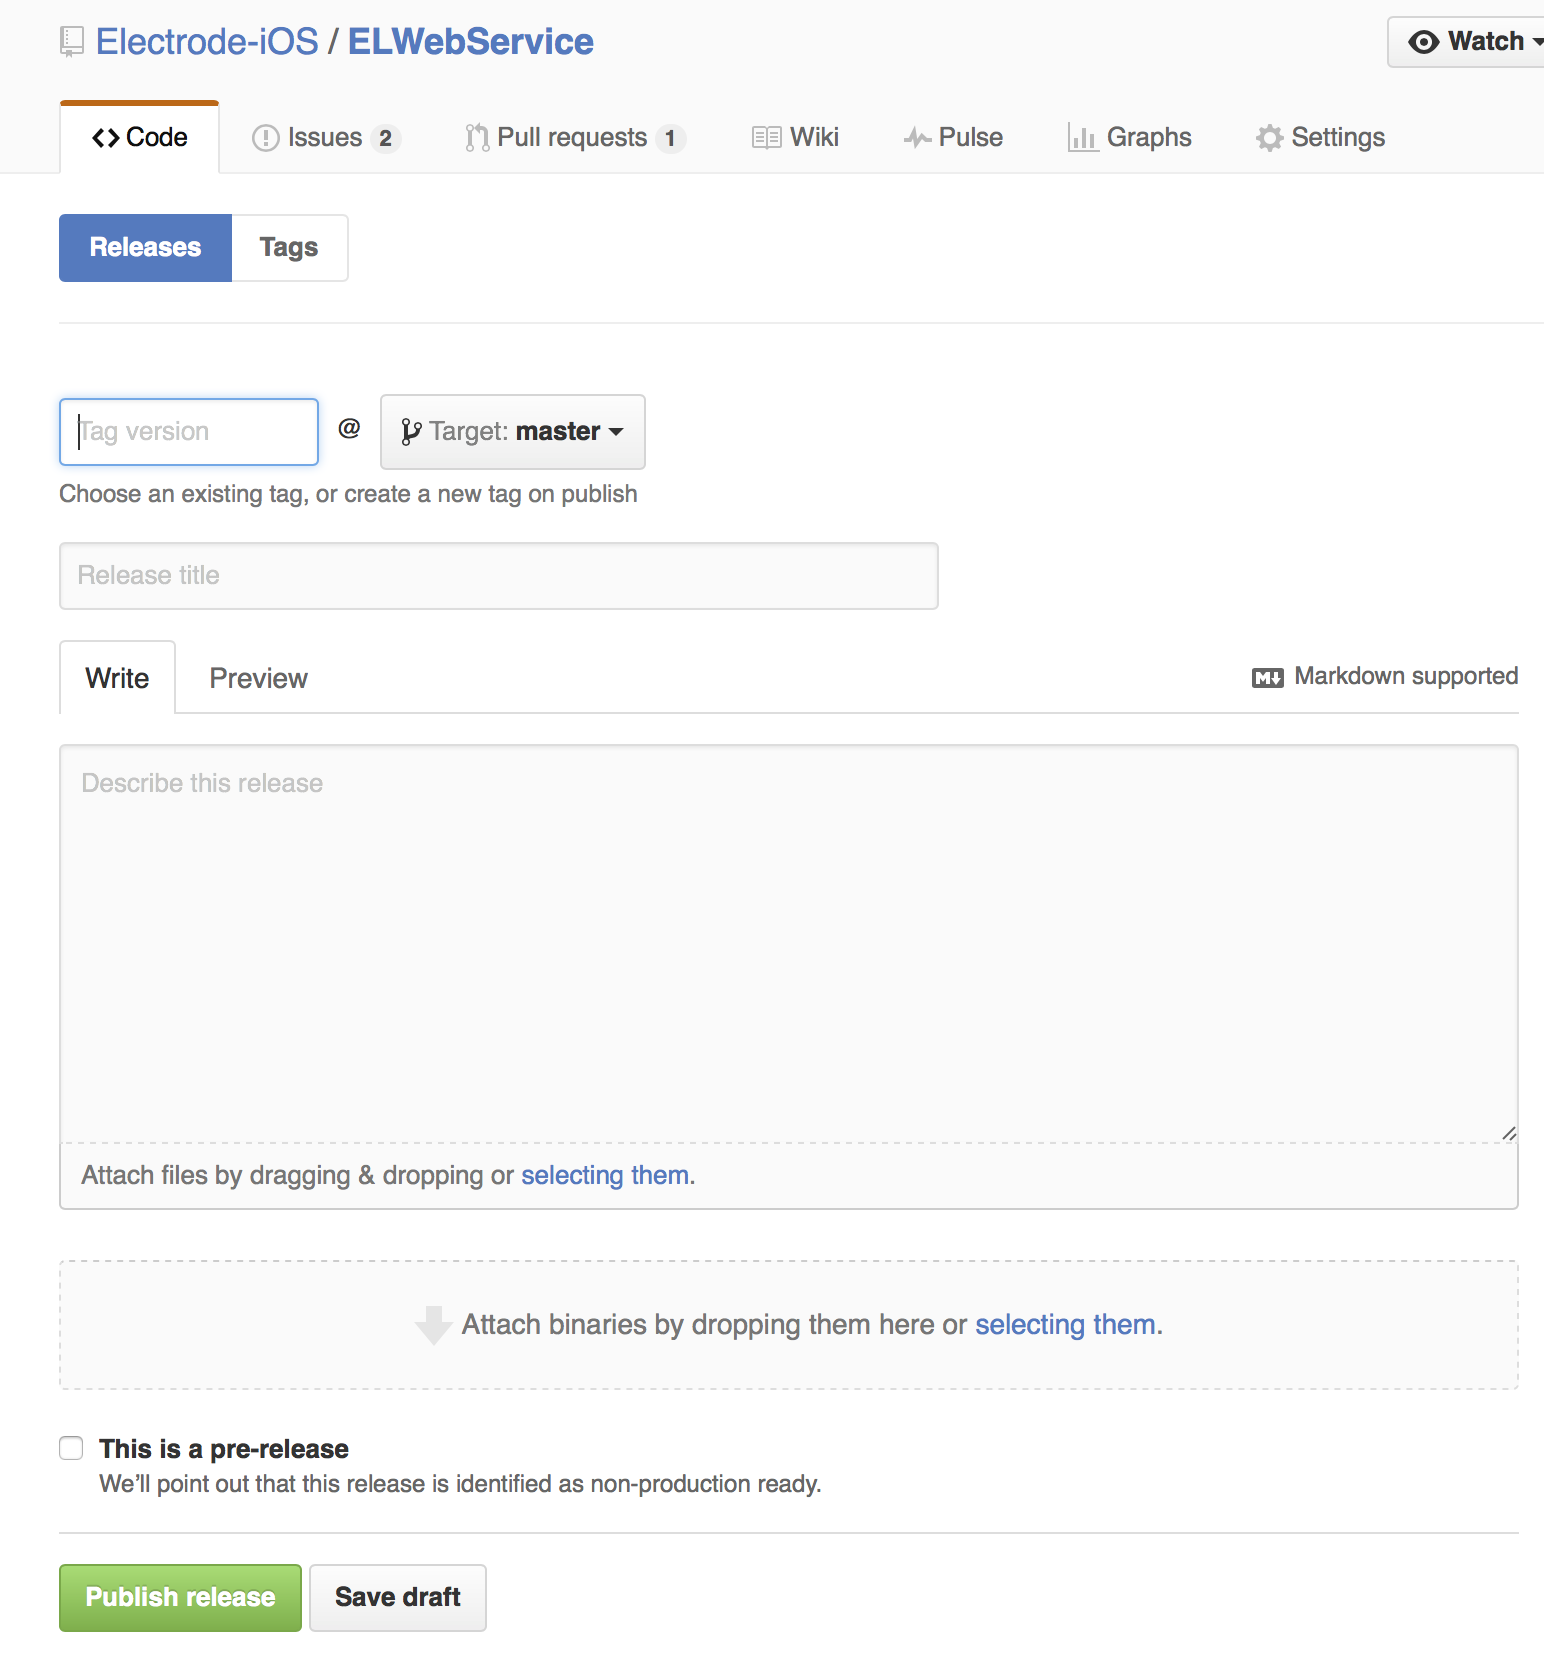 Electrode-iOS / ELWebService
Watch
Code Issues 2 Pull requests 1 Wiki Pulse Graphs Settings
Releases Tags
Tag version @ Target: master
Choose an existing tag, or create a new tag on publish
Release title
Write Preview Markdown supported
Describe this release
Attach files by dragging & dropping or selecting them.
Attach binaries by dropping them here or selecting them.
This is a pre-release
We’ll point out that this release is identified as non-production ready.
Publish release Save draft